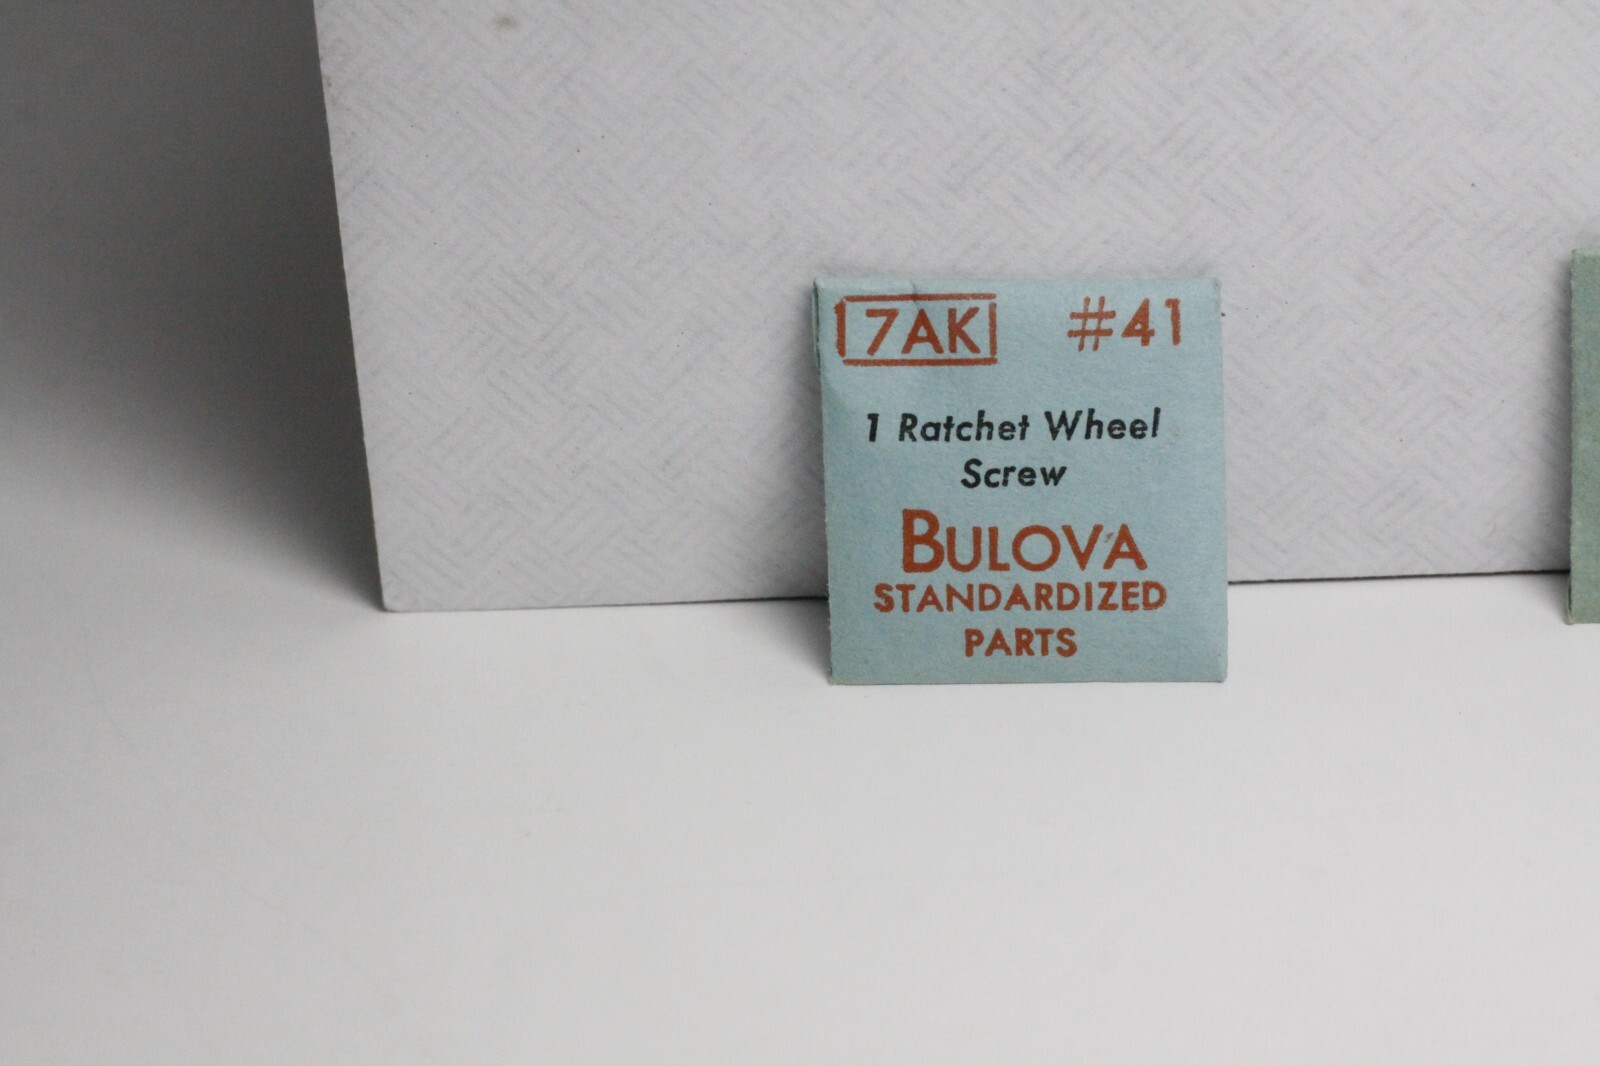 7AK #41
1 Ratchet Wheel
Screw
BULOVA
STANDARDIZED
PARTS